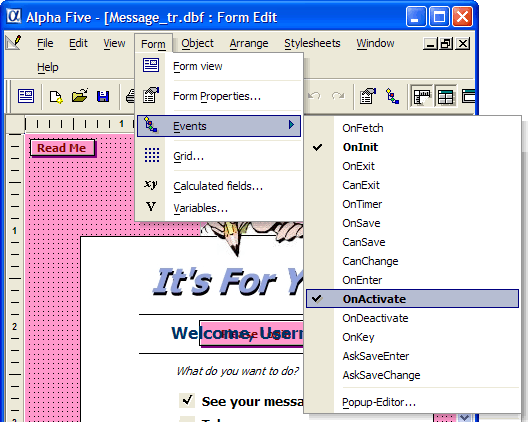 Alpha Five - [Message_tr.dbf : Form Edit
File Edit View Form Object Arrange Stylesheets Window
Help
Form view
Form Properties...
Events
Grid...
Calculated fields...
Variables...
OnFetch
OnInit
OnExit
CanExit
OnTimer
OnSave
CanSave
CanChange
OnEnter
OnActivate
OnDeactivate
OnKey
AskSaveEnter
AskSaveChange
Popup-Editor...
1
Read Me
1
It's For Y
2
Welcome, Usern
What do you want to do?
See your messa